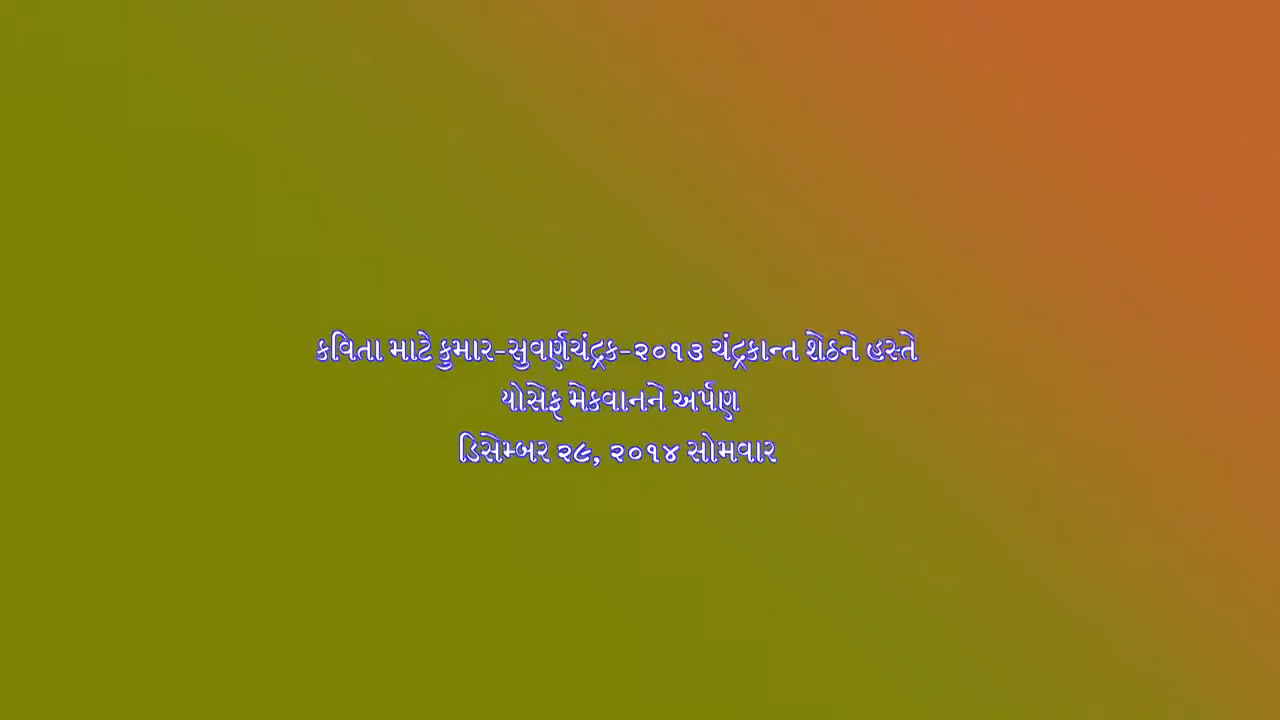 કવિતા માટે કુમાર-સુવર્ણચંદ્રક-૨૦૧૩ ચંદ્રકાન્ત શેઠને હસ્તે
યોસેફ મેકવાનને અર્પણ
ડિસેમ્બર ૨૯, ૨૦૧૪ સોમવાર